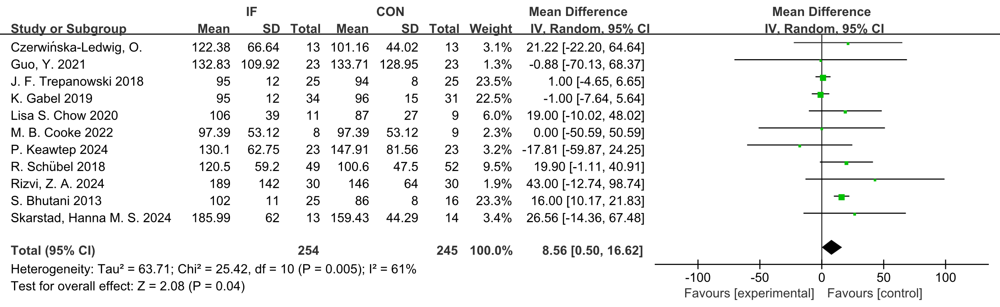 IF CON Mean Difference Mean Difference
Study or Subgroup Mean SD Total Mean SD Total Weight IV, Random, 95% CI IV, Random, 95% CI
Czerwińska-Ledwig, O. 122.38 66.64 13 101.16 44.02 13 3.1% 21.22 [-22.20, 64.64]
Guo, Y. 2021 132.83 109.92 23 133.71 128.95 23 1.3% -0.88 [-70.13, 68.37]
J. F. Trepanowski 2018 95 12 25 94 8 25 23.5% 1.00 [-4.65, 6.65]
K. Gabel 2019 95 12 34 96 15 31 22.5% -1.00 [-7.64, 5.64]
Lisa S. Chow 2020 106 39 11 87 27 9 6.0% 19.00 [-10.02, 48.02]
M. B. Cooke 2022 97.39 53.12 8 97.39 53.12 9 2.3% 0.00 [-50.59, 50.59]
P. Keawtep 2024 130.1 62.75 23 147.91 81.56 23 3.2% -17.81 [-59.87, 24.25]
R. Schübel 2018 120.5 59.2 49 100.6 47.5 52 9.5% 19.90 [-1.11, 40.91]
Rizvi, Z. A. 2024 189 142 30 146 64 30 1.9% 43.00 [-12.74, 98.74]
S. Bhutani 2013 102 11 25 86 8 16 23.3% 16.00 [10.17, 21.83]
Skarstad, Hanna M. S. 2024 185.99 62 13 159.43 44.29 14 3.4% 26.56 [-14.36, 67.48]
Total (95% CI) 254 245 100.0% 8.56 [0.50, 16.62]
Heterogeneity: Tau² = 63.71; Chi² = 25.42, df = 10 (P = 0.005); I² = 61%
Test for overall effect: Z = 2.08 (P = 0.04)
-100 -50 0 50 100
Favours [experimental] Favours [control]